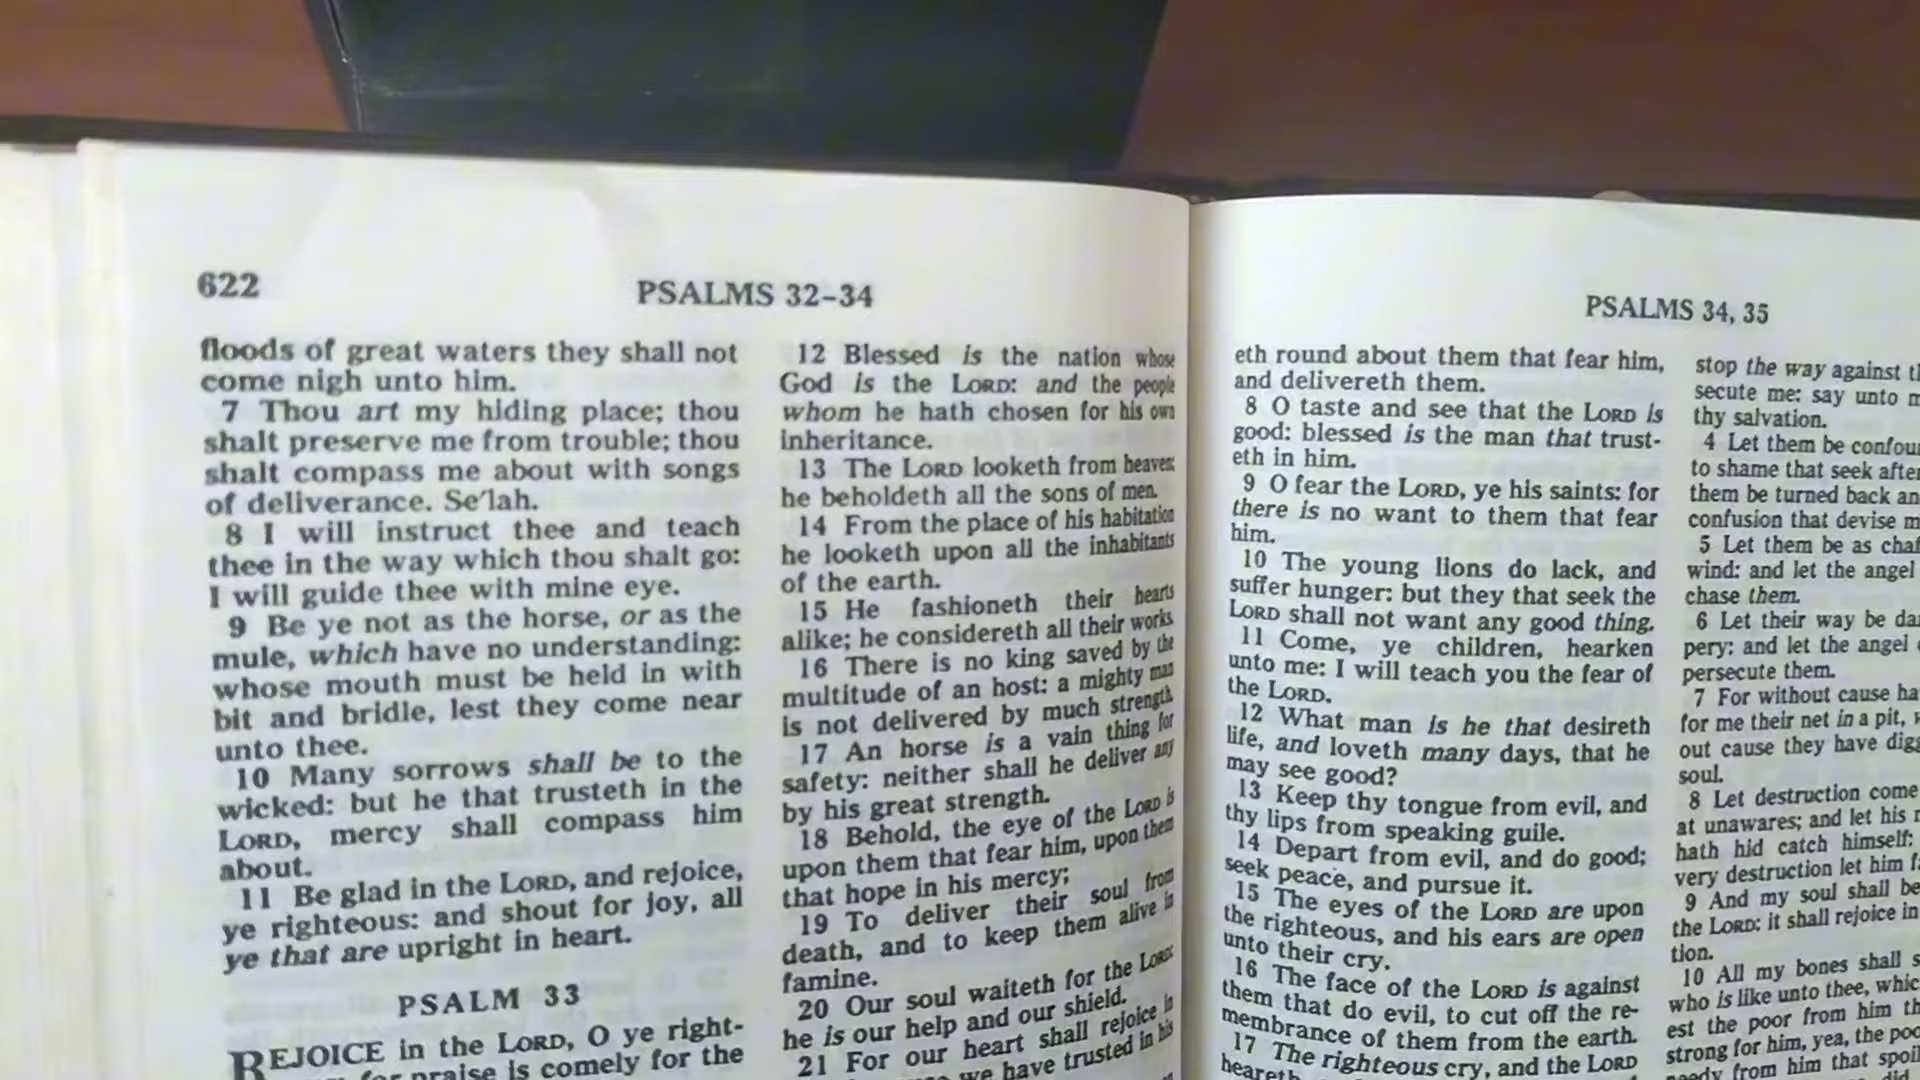 622
PSALMS 32-34
floods of great waters they shall not
come nigh unto him.
7 Thou art my hiding place; thou
shalt preserve me from trouble; thou
shalt compass me about with songs
of deliverance. Se'lah.
8 I will instruct thee and teach
thee in the way which thou shalt go:
I will guide thee with mine eye.
9 Be ye not as the horse, or as the
mule, which have no understanding:
whose mouth must be held in with
bit and bridle, lest they come near
unto thee.
10 Many sorrows shall be to the
wicked: but he that trusteth in the
LORD, mercy shall compass him
about.
11 Be glad in the LORD, and rejoice,
ye righteous: and shout for joy, all
ye that are upright in heart.
PSALM 33
REJOICE in the LORD, O ye right-
for praise is comely for the
12 Blessed is the nation whose
God is the LORD: and the people
whom he hath chosen for his own
inheritance.
13 The LORD looketh from heaven;
he beholdeth all the sons of men.
14 From the place of his habitation
he looketh upon all the inhabitants
of the earth.
15 He fashioneth their hearts
alike; he considereth all their works.
16 There is no king saved by the
multitude of an host: a mighty man
is not delivered by much strength.
17 An horse is a vain thing for
safety: neither shall he deliver any
by his great strength.
18 Behold, the eye of the LORD is
upon them that fear him, upon them
that hope in his mercy;
19 To deliver their soul from
death, and to keep them alive in
famine.
20 Our soul waiteth for the LORD:
he is our help and our shield.
21 For our heart shall rejoice in
we have trusted in his
PSALMS 34, 35
eth round about them that fear him,
and delivereth them.
8 O taste and see that the LORD is
good: blessed is the man that trust-
eth in him.
9 O fear the LORD, ye his saints: for
there is no want to them that fear
him.
10 The young lions do lack, and
suffer hunger: but they that seek the
LORD shall not want any good thing.
11 Come, ye children, hearken
unto me: I will teach you the fear of
the LORD.
12 What man is he that desireth
life, and loveth many days, that he
may see good?
13 Keep thy tongue from evil, and
thy lips from speaking guile.
14 Depart from evil, and do good;
seek peace, and pursue it.
15 The eyes of the LORD are upon
the righteous, and his ears are open
unto their cry.
16 The face of the LORD is against
them that do evil, to cut off the re-
membrance of them from the earth.
17 The righteous cry, and the LORD
heareth,
stop the way against
secute me: say unto
thy salvation.
4 Let them be
to shame that seek after
them be turned back
confusion that devise
5 Let them be as
wind: and let the angel
chase them.
6 Let their way be
pery: and let the angel
persecute them.
7 For without cause
for me their net in a pit,
out cause they have
soul.
8 Let destruction come
at unawares; and let his
hath hid catch himself:
very destruction let him
9 And my soul shall be
the LORD: it shall rejoice in
tion.
10 All my bones shall
who is like unto thee,
est the poor from him
strong for him, yea, the
needy from him that